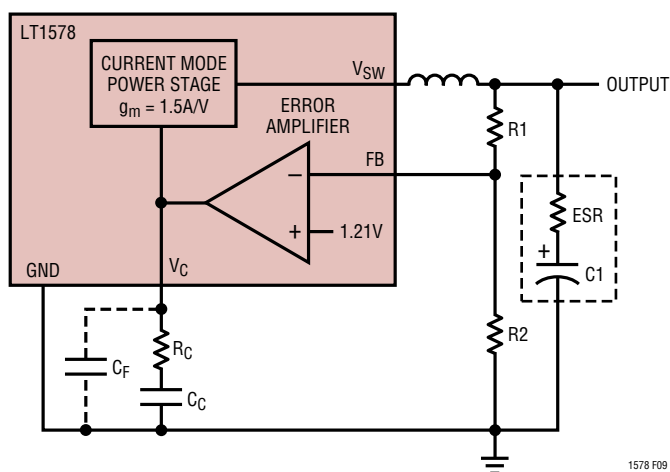 LT1578
CURRENT MODE
POWER STAGE
gm = 1.5A/V
VSW
OUTPUT
ERROR
AMPLIFIER
R1
FB
−
+
1.21V
ESR
+
C1
GND
VC
R2
RC
CF
CC
1578 F09